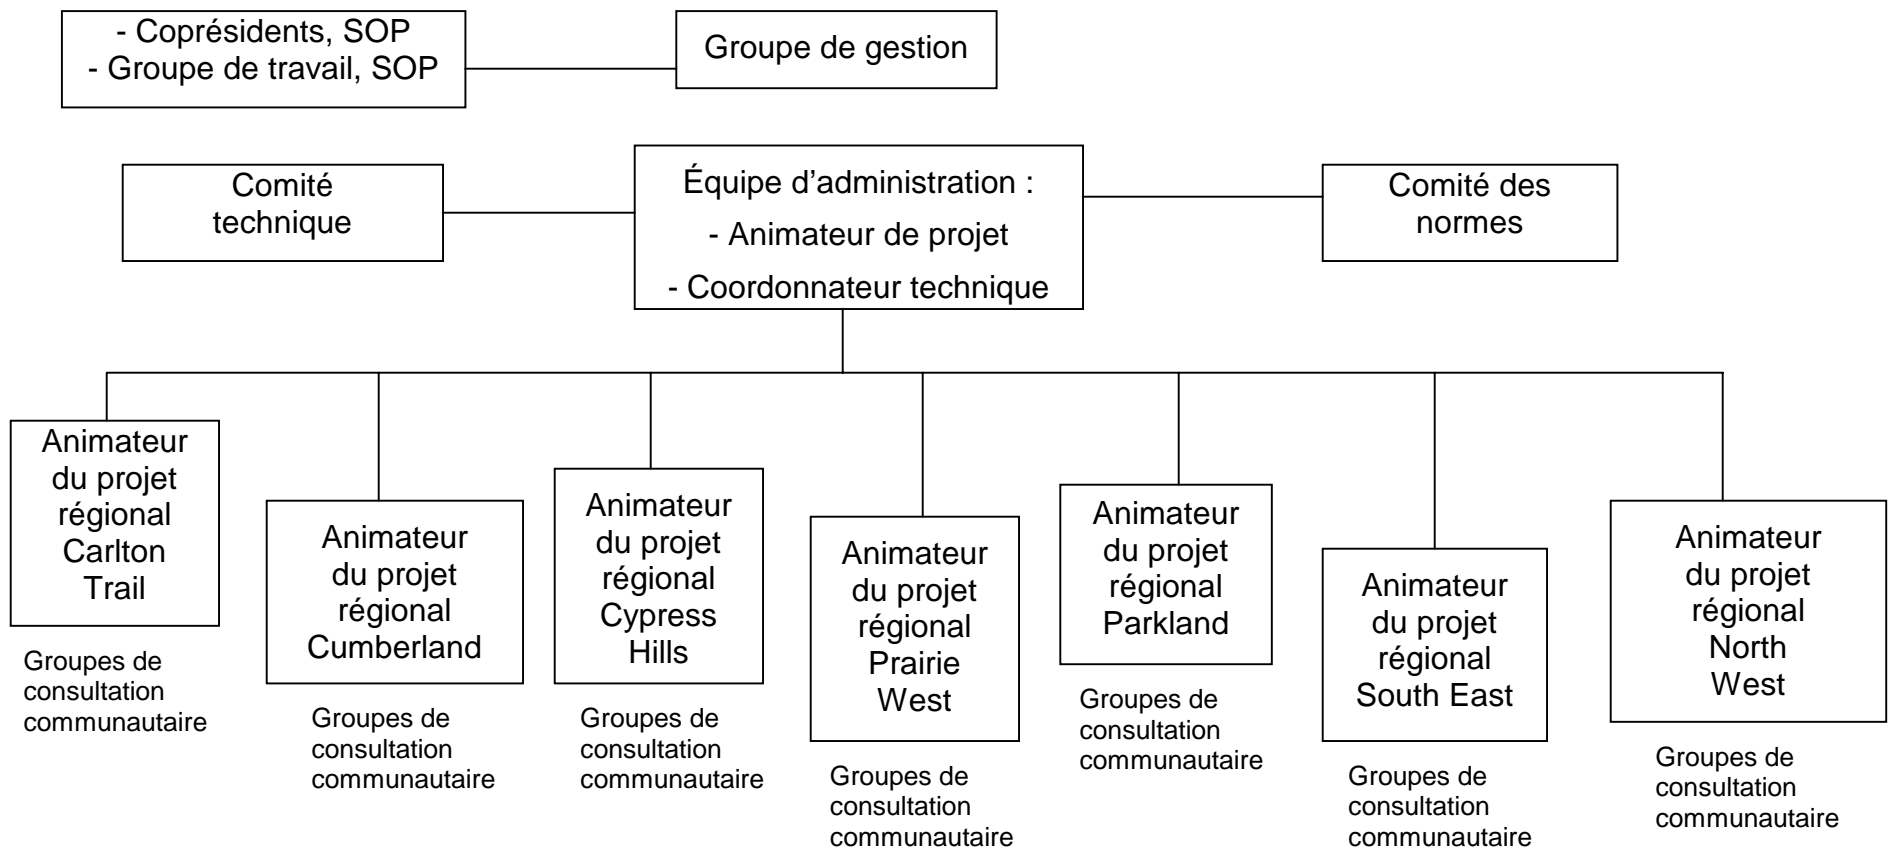 - Coprésidents, SOP
- Groupe de travail, SOP
Groupe de gestion
Comité
technique
Équipe d'administration :
- Animateur de projet
- Coordonnateur technique
Comité des
normes
Animateur
du projet
régional
Carlton
Trail
Groupes de
consultation
communautaire
Animateur
du projet
régional
Cumberland
Groupes de
consultation
communautaire
Animateur
du projet
régional
Cypress
Hills
Groupes de
consultation
communautaire
Animateur
du projet
régional
Prairie
West
Groupes de
consultation
communautaire
Animateur
du projet
régional
Parkland
Groupes de
consultation
communautaire
Animateur
du projet
régional
South East
Groupes de
consultation
communautaire
Animateur
du projet
régional
North
West
Groupes de
consultation
communautaire